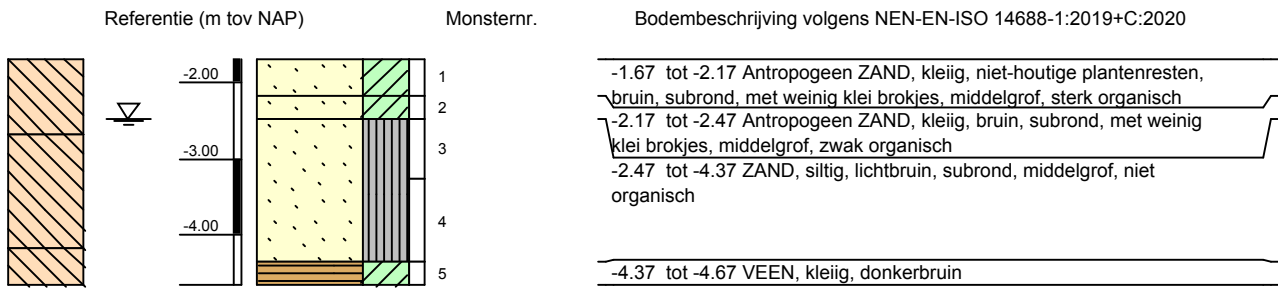 Referentie (m tov NAP) Monsternr. Bodembeschrijving volgens NEN-EN-ISO 14688-1:2019+C:2020
-2.00
-3.00
-4.00
1
2
3
4
5
-1.67 tot -2.17 Antropogeen ZAND, kleiig, niet-houtige plantenresten,
bruin, subrond, met weinig klei brokjes, middelgrof, sterk organisch
-2.17 tot -2.47 Antropogeen ZAND, kleiig, bruin, subrond, met weinig
klei brokjes, middelgrof, zwak organisch
-2.47 tot -4.37 ZAND, siltig, lichtbruin, subrond, middelgrof, niet
organisch
-4.37 tot -4.67 VEEN, kleiig, donkerbruin